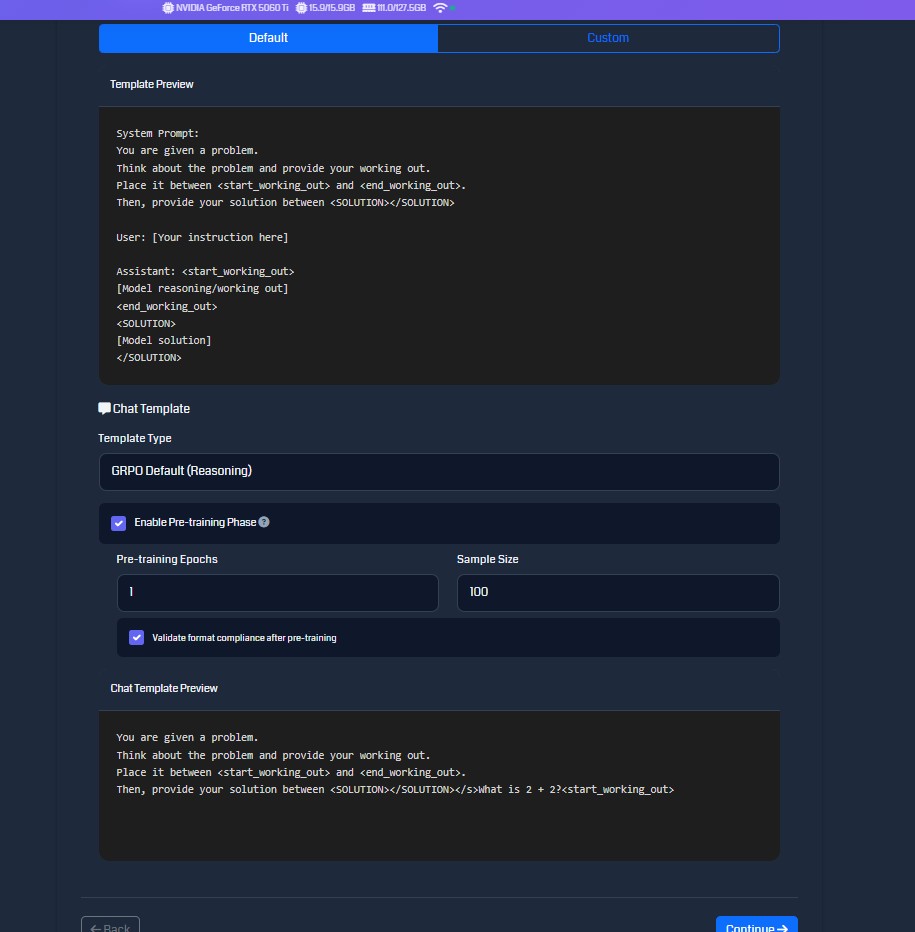 NVIDIA GeForce RTX 5060 Ti 15.9/15.9GB 111.0/127.5GB
Default Custom
Template Preview
System Prompt:
You are given a problem.
Think about the problem and provide your working out.
Place it between <start_working_out> and <end_working_out>.
Then, provide your solution between <SOLUTION></SOLUTION>
User: [Your instruction here]
Assistant: <start_working_out>
[Model reasoning/working out]
<end_working_out>
<SOLUTION>
[Model solution]
</SOLUTION>
Chat Template
Template Type
GRPO Default (Reasoning)
Enable Pre-training Phase ?
Pre-training Epochs Sample Size
1 100
Validate format compliance after pre-training
Chat Template Preview
You are given a problem.
Think about the problem and provide your working out.
Place it between <start_working_out> and <end_working_out>.
Then, provide your solution between <SOLUTION></SOLUTION></s>What is 2 + 2?<start_working_out>
← Back Continue →